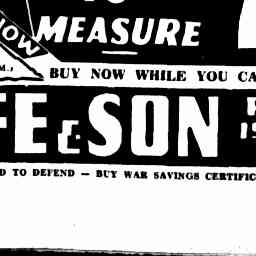 MEASURE
NOW
BUY NOW WHILE YOU CA
FE & SON
D TO DEFEND — BUY WAR SAVINGS CERTIFIC